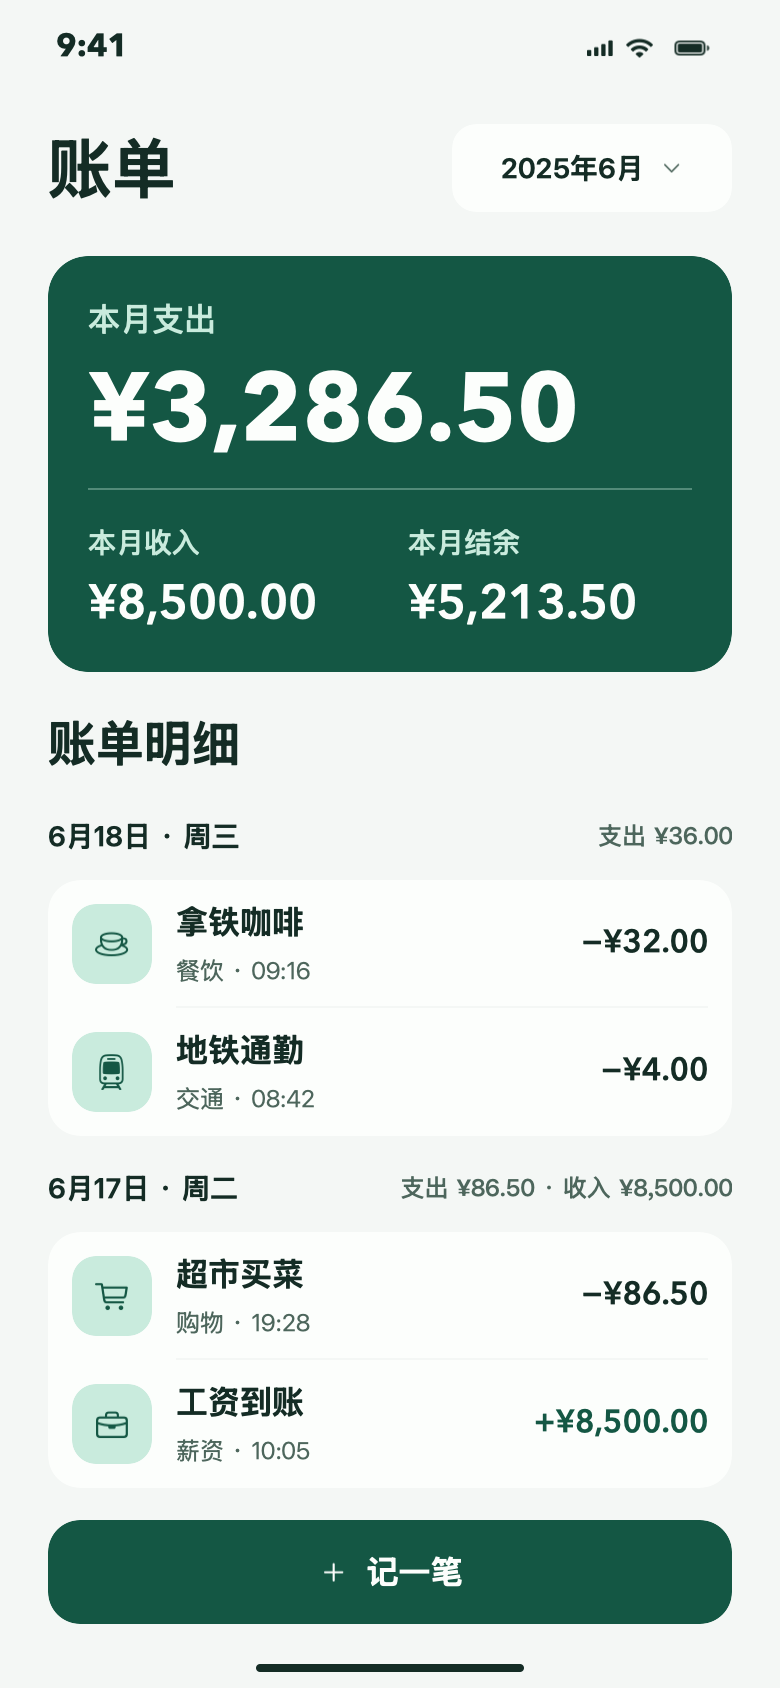 9:41
账单
2025年6月
本月支出
¥3,286.50
本月收入
¥8,500.00
本月结余
¥5,213.50
账单明细
6月18日 · 周三
支出 ¥36.00
拿铁咖啡
餐饮 · 09:16
−¥32.00
地铁通勤
交通 · 08:42
−¥4.00
6月17日 · 周二
支出 ¥86.50 · 收入 ¥8,500.00
超市买菜
购物 · 19:28
−¥86.50
工资到账
薪资 · 10:05
+¥8,500.00
+ 记一笔